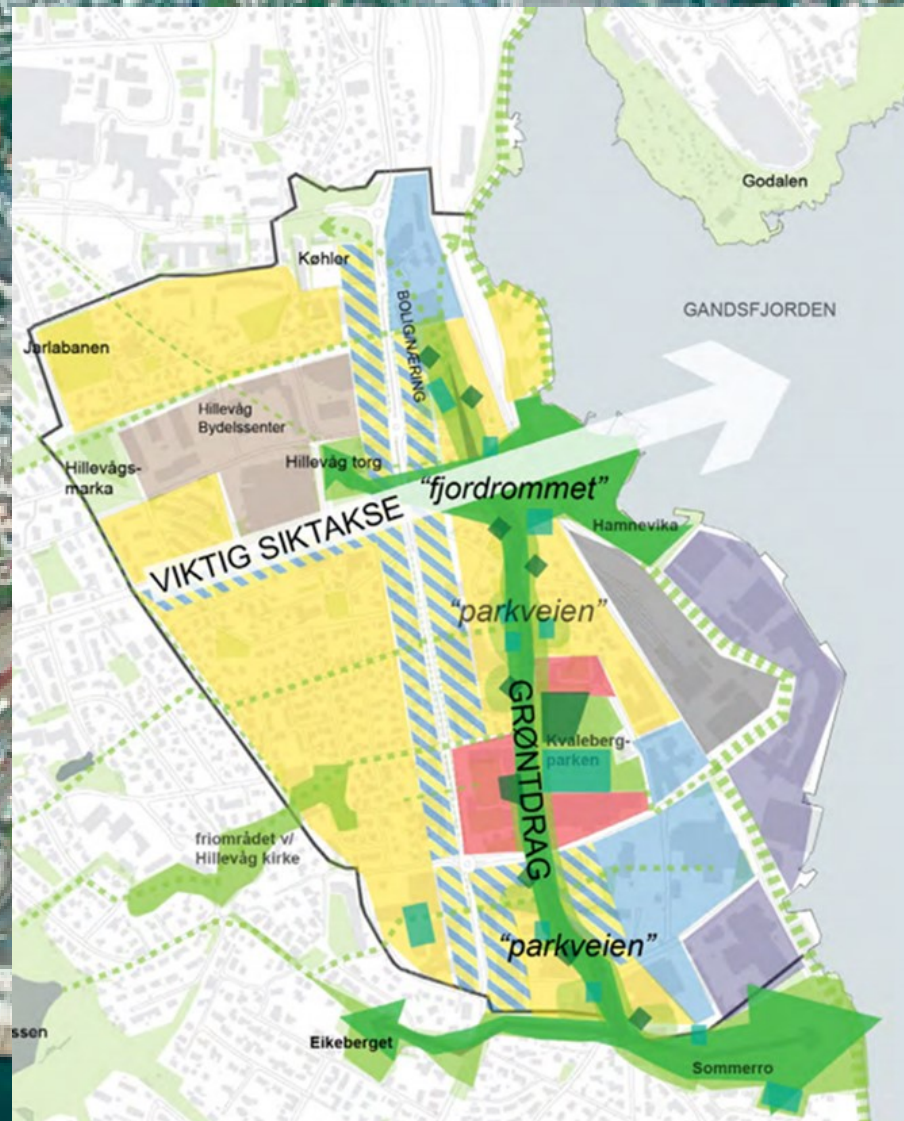 Godalen
Køhler
GANDSFJORDEN
BOLIG/NÆRING
Jarlabanen
Hillevåg
Bydelssenter
Hillevåg torg
Hillevågs-
marka
"fjordrommet"
VIKTIG SIKTAKSE
Hamnevika
"parkveien"
GRØNTDRAG
Kvaleberg-
parken
friområdet v/
Hillevåg kirke
"parkveien"
ssen
Eikeberget
Sommerro